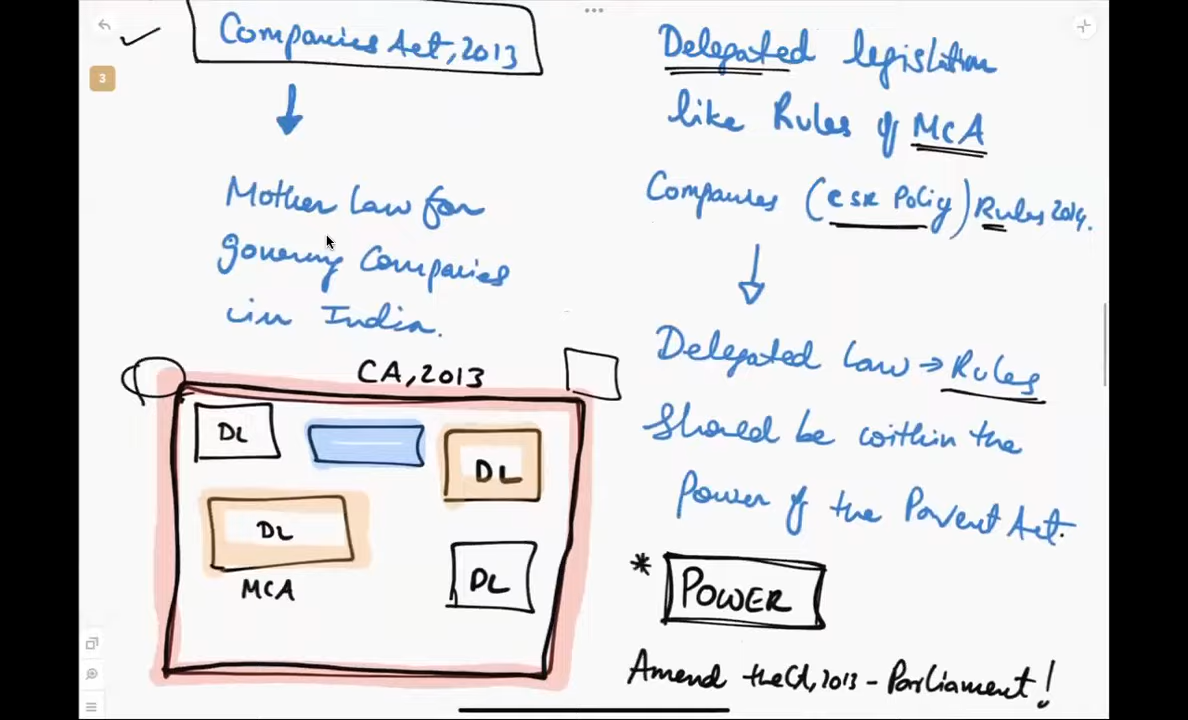 Companies Act, 2013
3
Mother law for
governing Companies
in India.
CA, 2013
DL
DL
DL
MCA
DL
Delegated legislation
like Rules of MCA
Companies (CSR Policy) Rules 2014.
Delegated Law → Rules
Should be within the
Power of the Parent Act.
* POWER
Amend the CA, 2013 - Parliament!